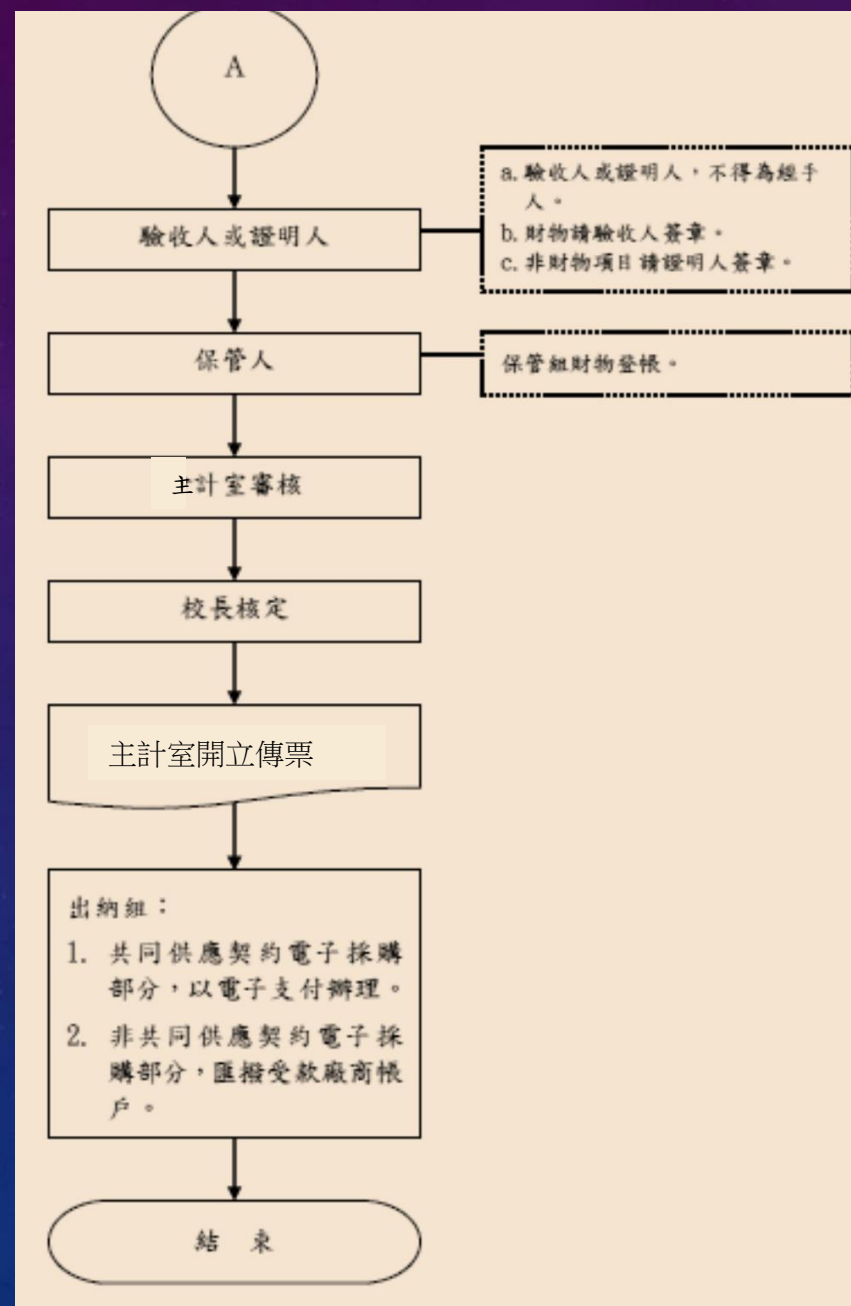 A
驗收人或證明人
a. 驗收人或證明人，不得為經手
人。
b. 財物請驗收人簽章。
c. 非財物項目請證明人簽章。
保管人
保管組財物登帳。
主計室審核
校長核定
主計室開立傳票
出納組：
1. 共同供應契約電子採購
部分，以電子支付辦理。
2. 非共同供應契約電子採
購部分，匯撥受款廠商帳
戶。
結 束